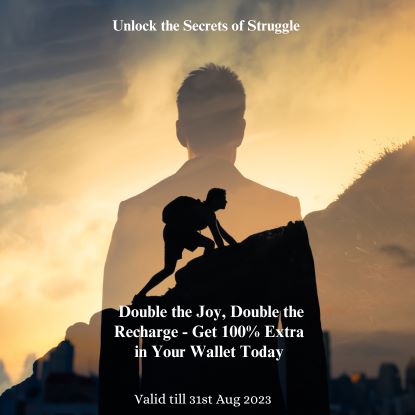 Unlock the Secrets of Struggle
Double the Joy, Double the
Recharge - Get 100% Extra
in Your Wallet Today
Valid till 31st Aug 2023